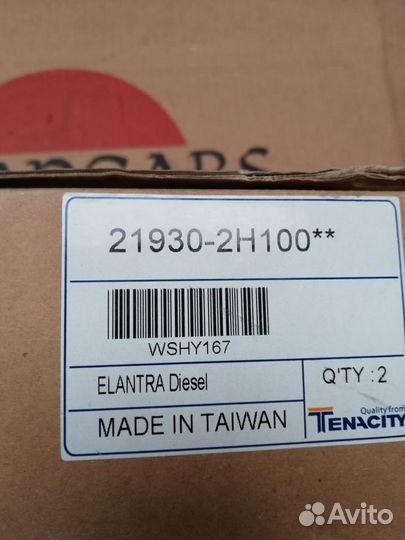 21930-2H100**
WSHY167
ELANTRA Diesel
Q'TY : 2
MADE IN TAIWAN
Quality from
TENACITY
Avito